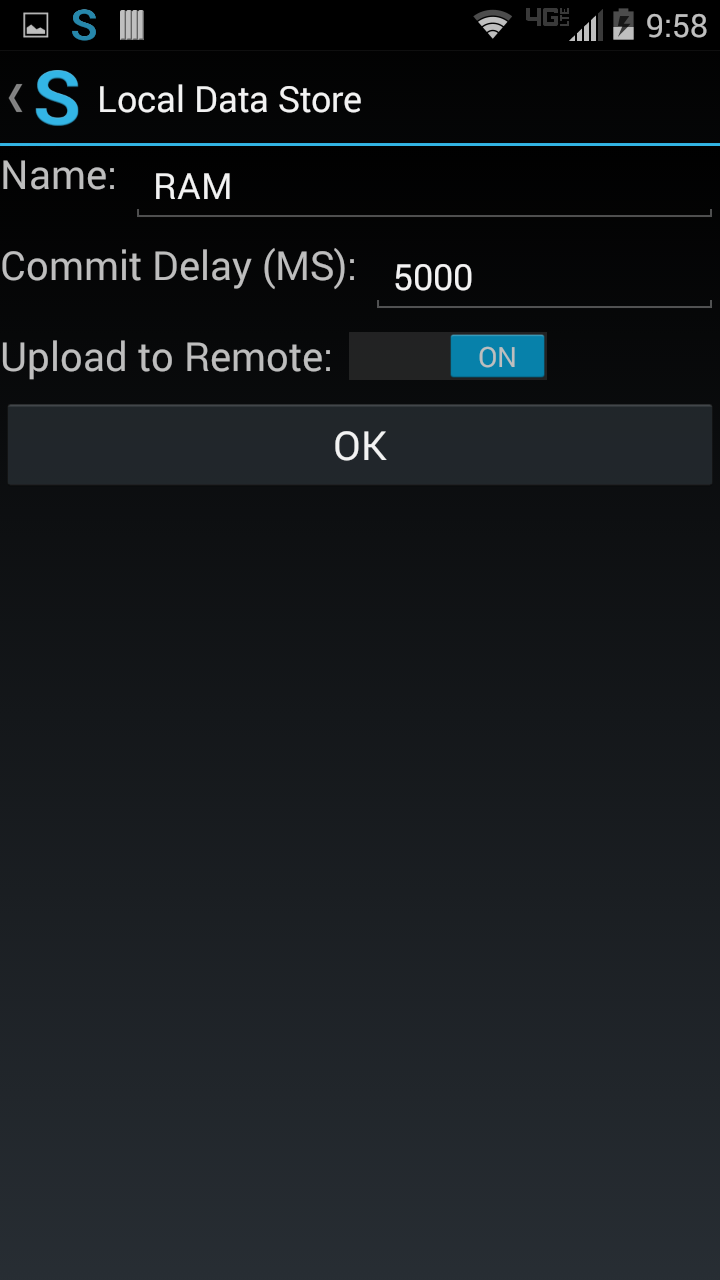 S 4G LTE 9:58
S Local Data Store
Name: RAM
Commit Delay (MS): 5000
Upload to Remote: ON
OK